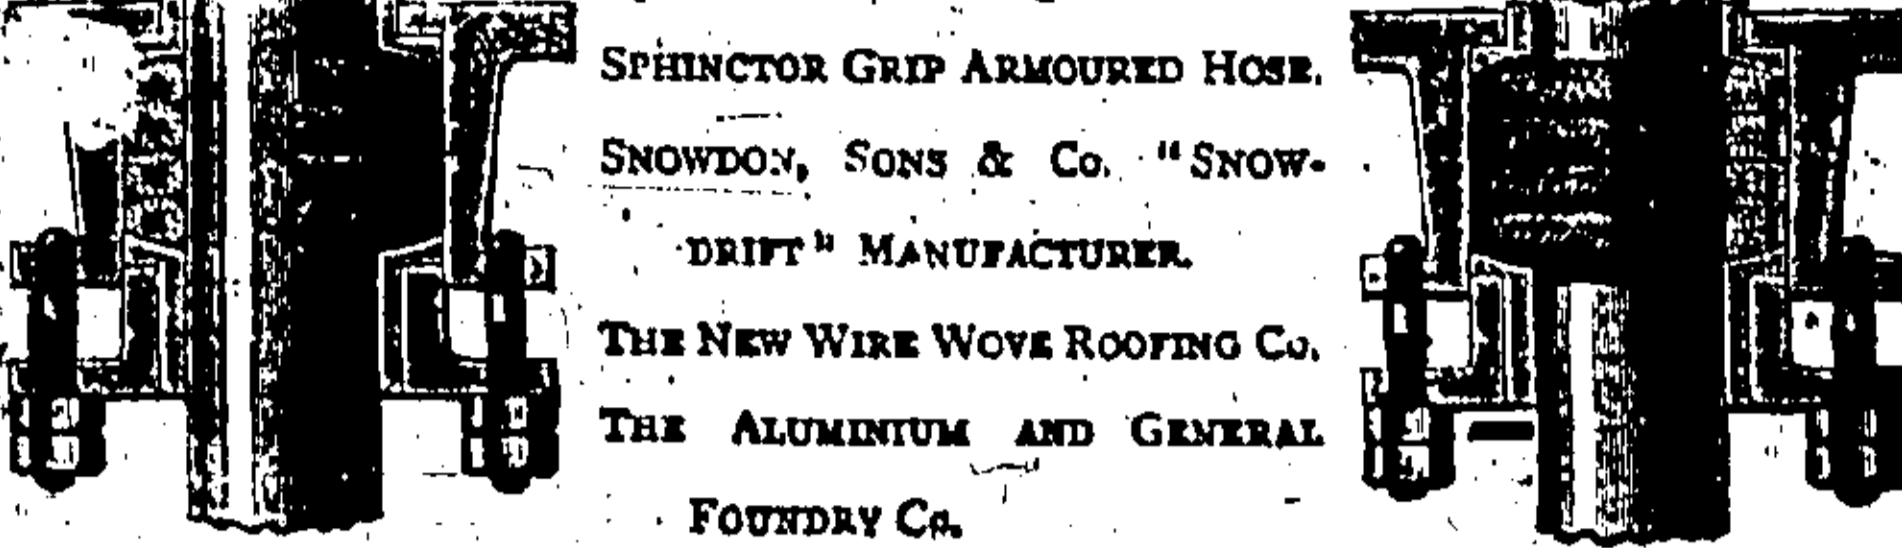 SPHINCTOR GRIP ARMOURED HOSE.
SNOWDON, SONS & Co. "SNOW-
DRIFT" MANUFACTURER.
THE NEW WIRE WOVE ROOFING Co.
THE ALUMINIUM AND GENERAL
FOUNDRY Co.